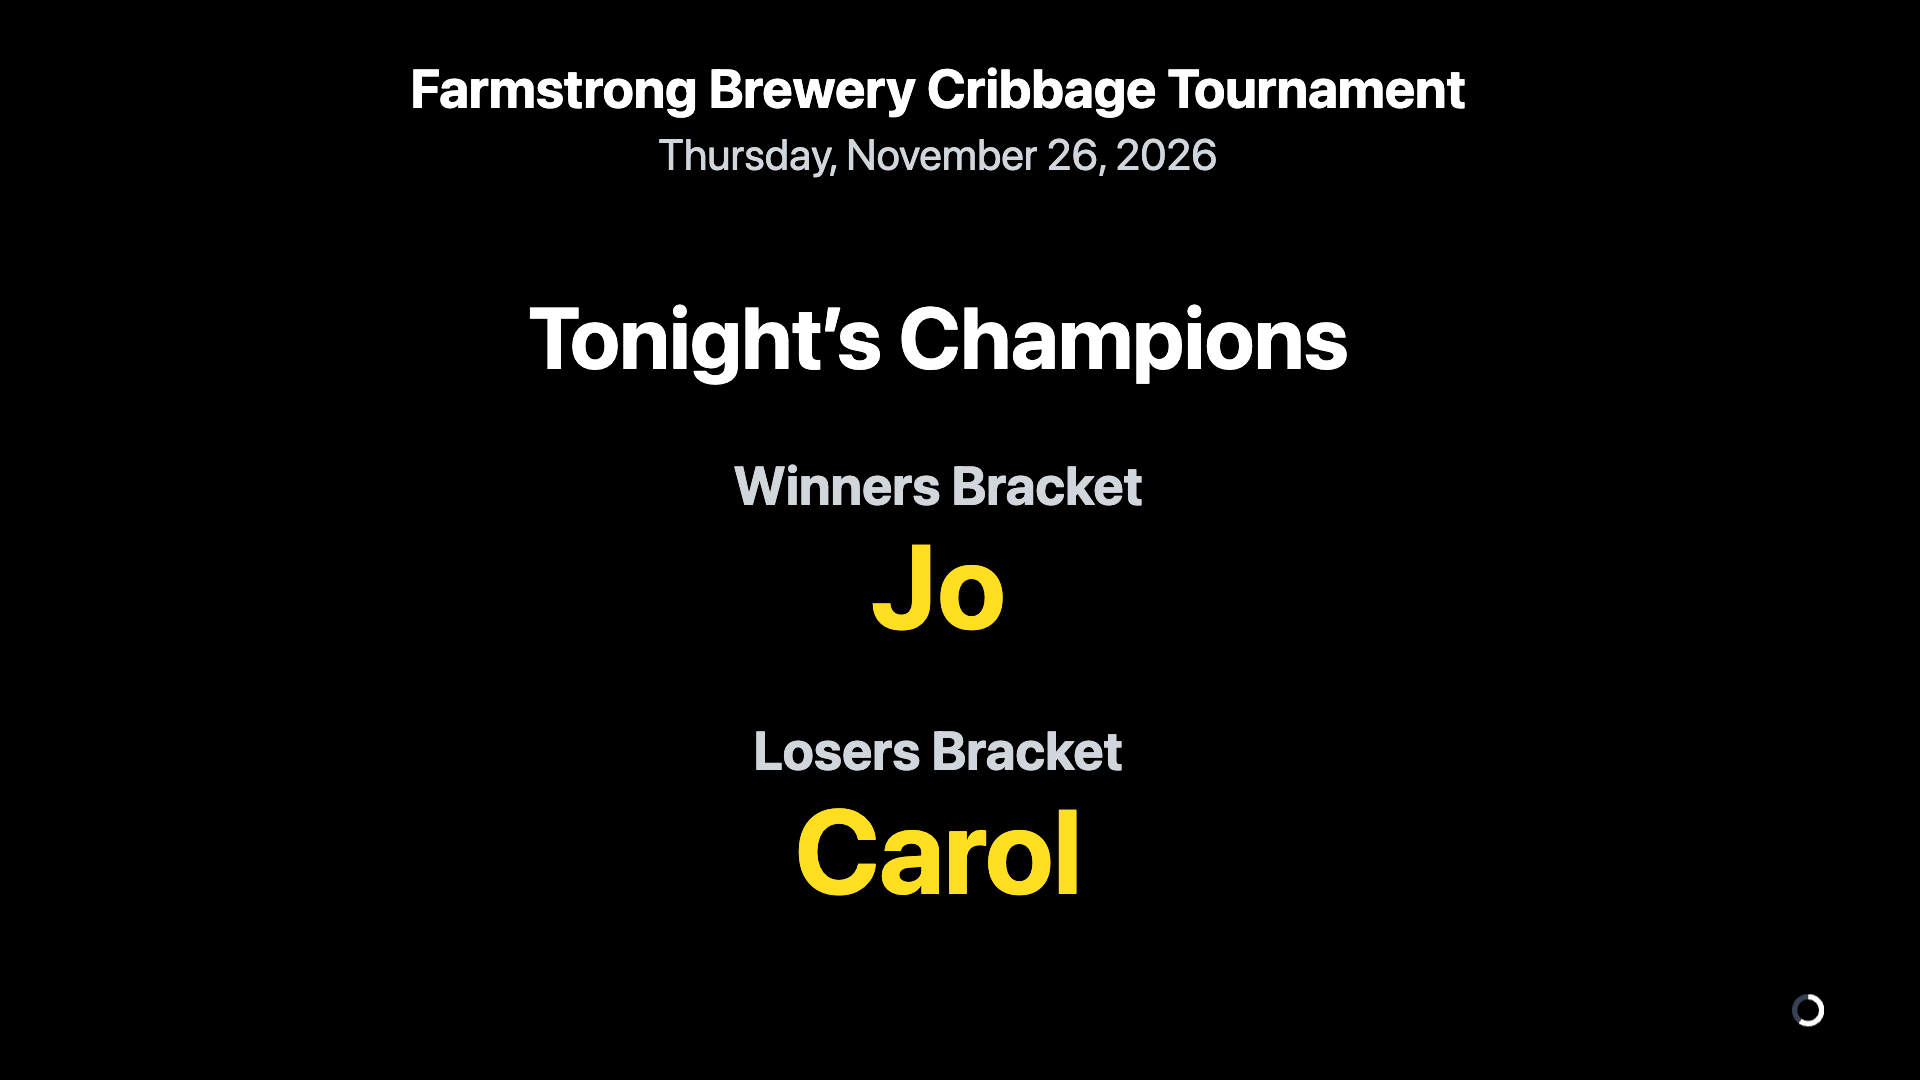 Farmstrong Brewery Cribbage Tournament
Thursday, November 26, 2026
Tonight’s Champions
Winners Bracket
Jo
Losers Bracket
Carol